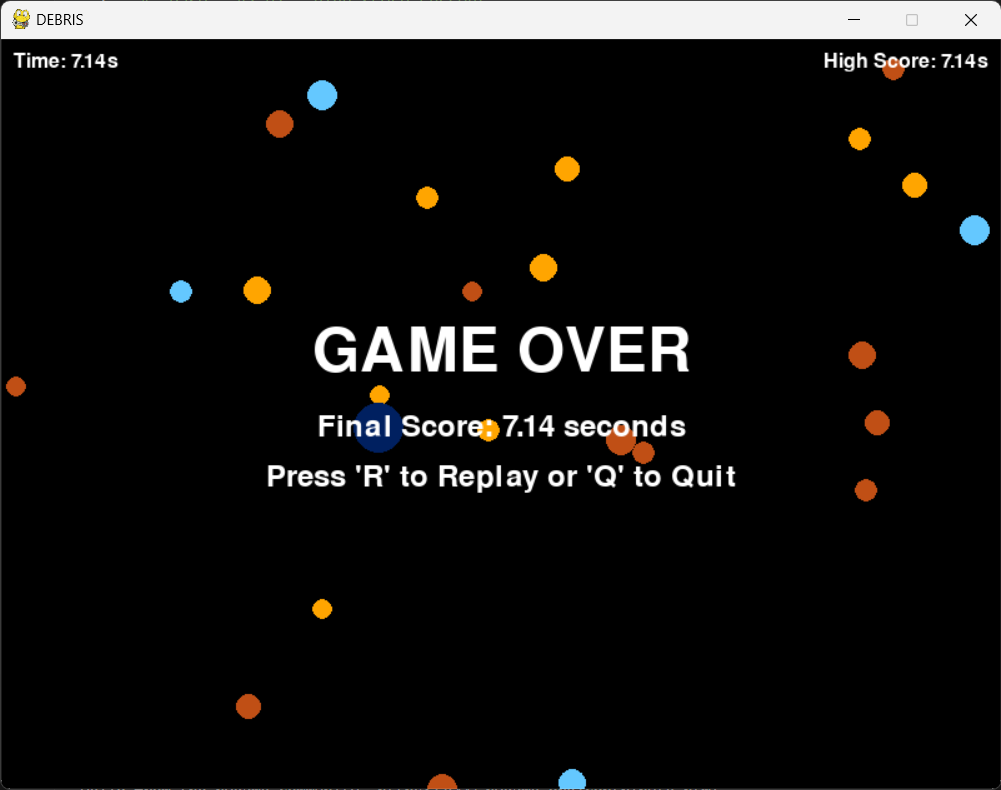 DEBRIS
Time: 7.14s
High Score: 7.14s
GAME OVER
Final Score: 7.14 seconds
Press 'R' to Replay or 'Q' to Quit